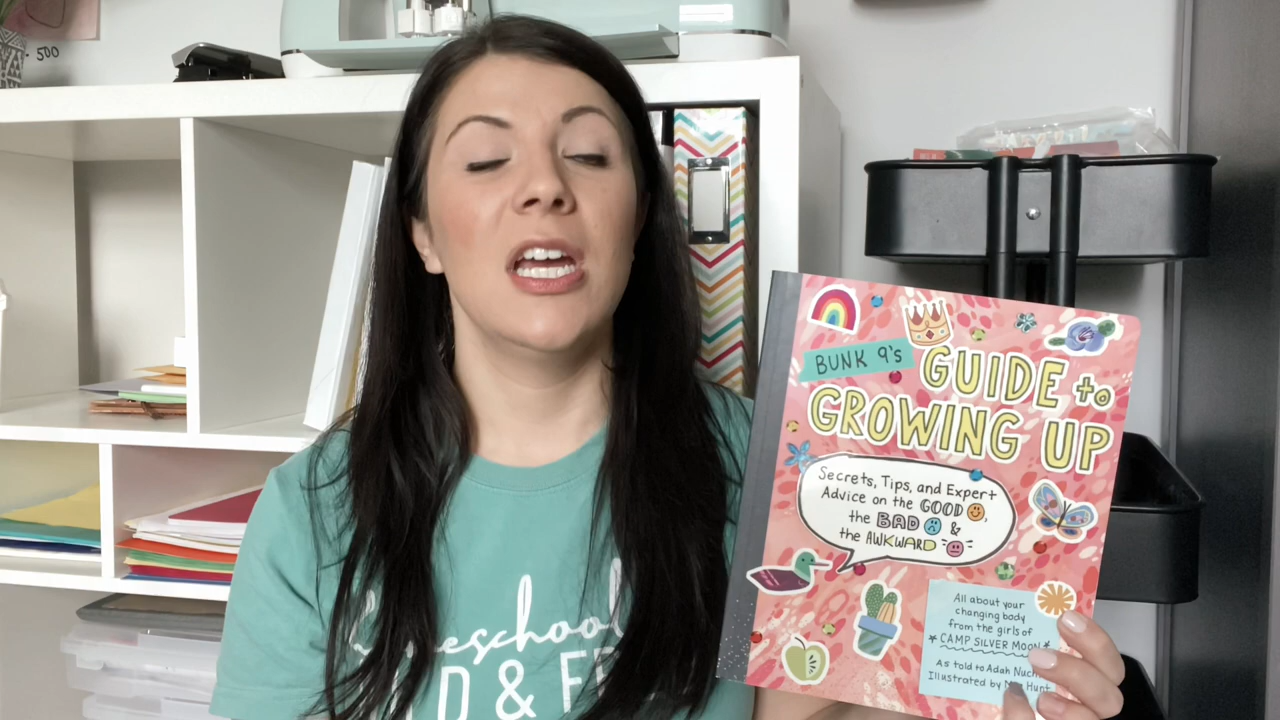 500
BUNK 9's
GUIDE to
GROWING UP
Secrets, Tips, and Expert
Advice on the GOOD,
the BAD &
the AWKWARD
All about your
changing body
from the girls of
CAMP SILVER MOON
As told to Adah
Illustrated by Hunt
&